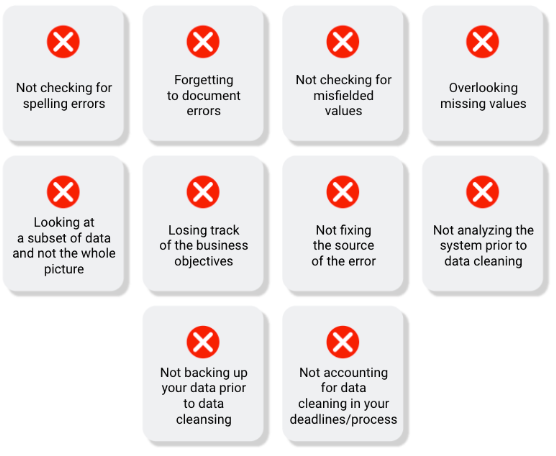 Not checking for
spelling errors
Forgetting
to document
errors
Not checking for
misfielded
values
Overlooking
missing values
Looking at
a subset of data
and not the whole
picture
Losing track
of the business
objectives
Not fixing
the source
of the error
Not analyzing the
system prior to
data cleaning
Not backing up
your data prior
to data
cleansing
Not accounting
for data
cleaning in your
deadlines/process